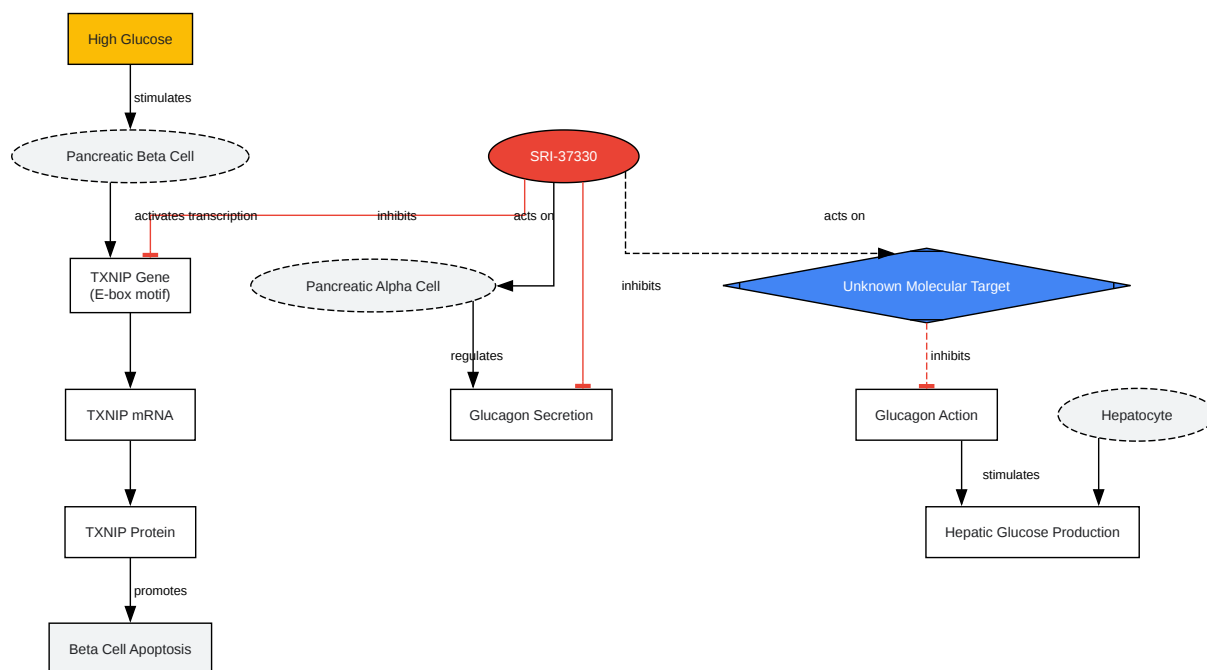 High Glucose
stimulates
Pancreatic Beta Cell
SRI-37330
activates transcription
inhibits
acts on
acts on
TXNIP Gene
(E-box motif)
Pancreatic Alpha Cell
inhibits
Unknown Molecular Target
regulates
inhibits
TXNIP mRNA
Glucagon Secretion
Glucagon Action
Hepatocyte
stimulates
TXNIP Protein
Hepatic Glucose Production
promotes
Beta Cell Apoptosis